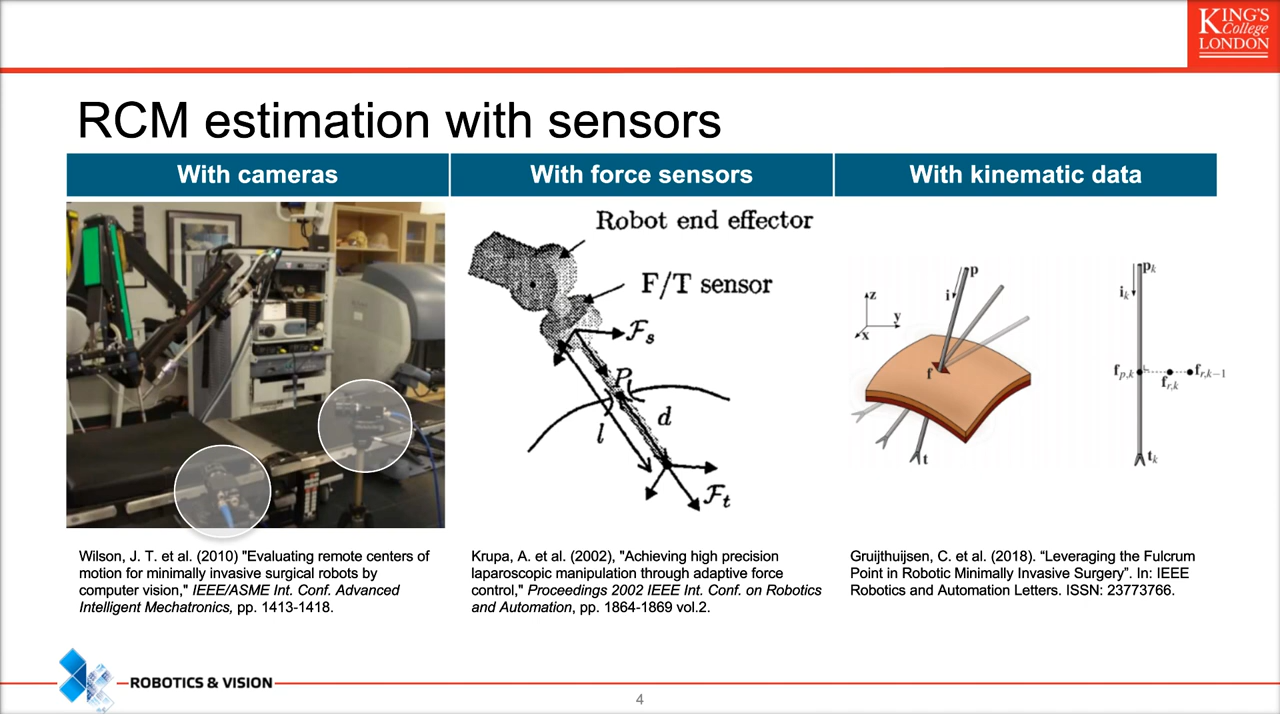 KING'S
College
LONDON
RCM estimation with sensors
With cameras
With force sensors
With kinematic data
Robot end effector
F/T sensor
ℱs
P
d
l
ℱt
p
i
z
y
x
f
t
pk
ik
fp,k
fr,k
fr,k−1
tk
Wilson, J. T. et al. (2010) "Evaluating remote centers of
motion for minimally invasive surgical robots by
computer vision," IEEE/ASME Int. Conf. Advanced
Intelligent Mechatronics, pp. 1413-1418.
Krupa, A. et al. (2002), "Achieving high precision
laparoscopic manipulation through adaptive force
control," Proceedings 2002 IEEE Int. Conf. on Robotics
and Automation, pp. 1864-1869 vol.2.
Gruijthuijsen, C. et al. (2018). “Leveraging the Fulcrum
Point in Robotic Minimally Invasive Surgery”. In: IEEE
Robotics and Automation Letters. ISSN: 23773766.
ROBOTICS & VISION
4